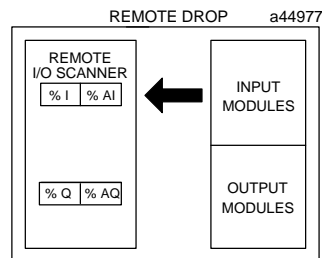 REMOTE DROP a44977
REMOTE
I/O SCANNER
% I % AI
INPUT
MODULES
% Q % AQ
OUTPUT
MODULES